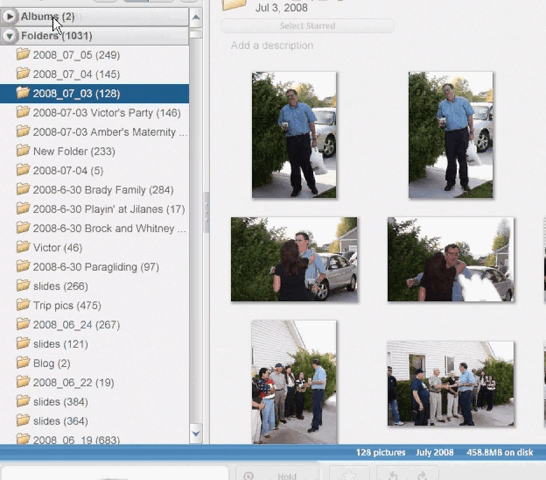 Albums (2)
Folders (1031)
2008_07_05 (249)
2008_07_04 (145)
2008_07_03 (128)
2008-07-03 Victor's Party (146)
2008-07-03 Amber's Maternity ...
New Folder (233)
2008-07-04 (5)
2008-6-30 Brady Family (284)
2008-6-30 Playin' at Jilanes (17)
2008-6-30 Brock and Whitney ...
Victor (46)
2008-6-30 Paragliding (97)
slides (266)
Trip pics (475)
2008_06_24 (267)
slides (121)
Blog (2)
2008_06_22 (19)
slides (384)
slides (364)
2008_06_19 (683)
Jul 3, 2008
Select Starred
Add a description
128 pictures July 2008 458.8MB on disk
Hold